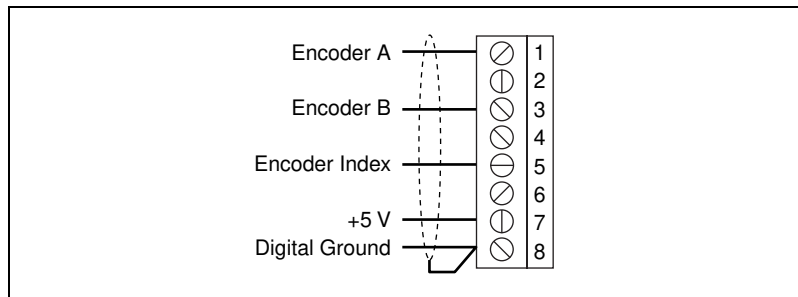 Encoder A 1
2
Encoder B 3
4
Encoder Index 5
6
+5 V 7
Digital Ground 8